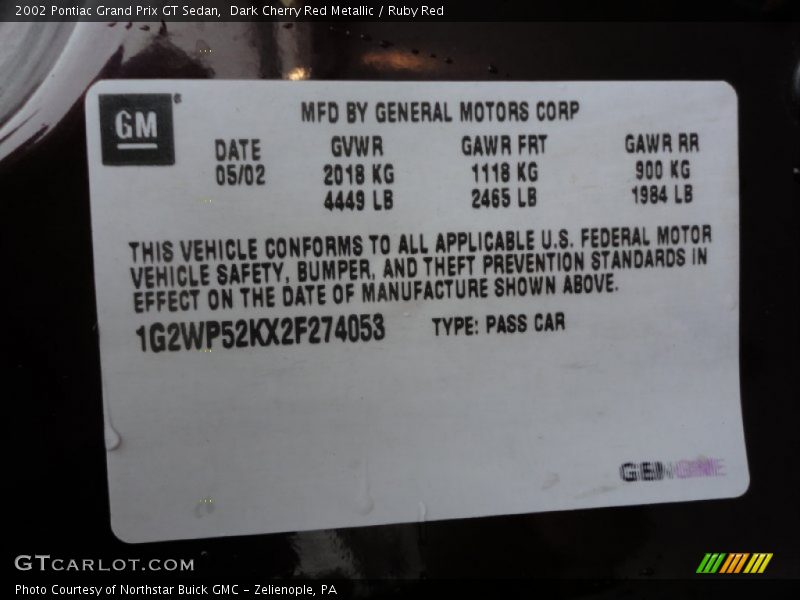 2002 Pontiac Grand Prix GT Sedan, Dark Cherry Red Metallic / Ruby Red
GM
MFD BY GENERAL MOTORS CORP
DATE GVWR GAWR FRT GAWR RR
05/02 2018 KG 1118 KG 900 KG
4449 LB 2465 LB 1984 LB
THIS VEHICLE CONFORMS TO ALL APPLICABLE U.S. FEDERAL MOTOR
VEHICLE SAFETY, BUMPER, AND THEFT PREVENTION STANDARDS IN
EFFECT ON THE DATE OF MANUFACTURE SHOWN ABOVE.
1G2WP52KX2F274053 TYPE: PASS CAR
GTCARLOT.COM
Photo Courtesy of Northstar Buick GMC - Zelienople, PA